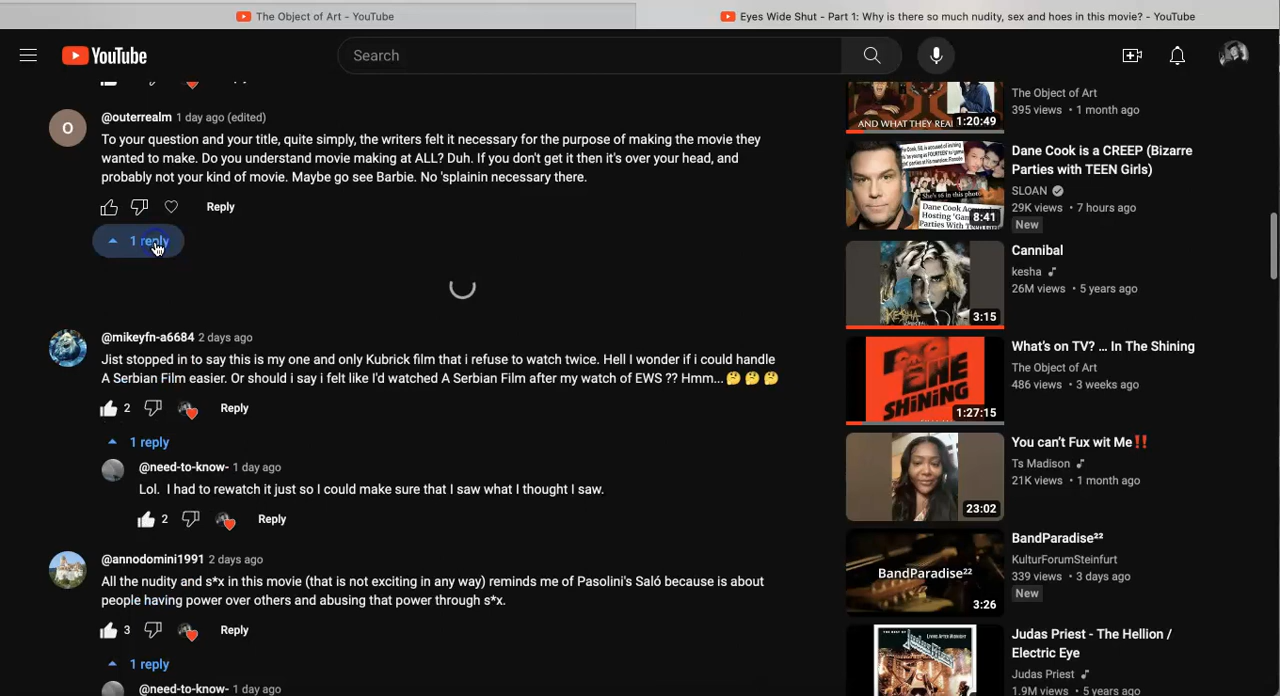 The Object of Art - YouTube
Eyes Wide Shut - Part 1: Why is there so much nudity, sex and hoes in this movie? - YouTube
YouTube
Search
@outerrealm 1 day ago (edited)
O
To your question and your title, quite simply, the writers felt it necessary for the purpose of making the movie they
wanted to make. Do you understand movie making at ALL? Duh. If you don't get it then it's over your head, and
probably not your kind of movie. Maybe go see Barbie. No 'splainin necessary there.
Reply
1 reply
@mikeyfn-a6684 2 days ago
Jist stopped in to say this is my one and only Kubrick film that i refuse to watch twice. Hell I wonder if i could handle
A Serbian Film easier. Or should i say i felt like I'd watched A Serbian Film after my watch of EWS ?? Hmm...🤔🤔🤔
2 Reply
1 reply
@need-to-know- 1 day ago
Lol. I had to rewatch it just so I could make sure that I saw what I thought I saw.
2 Reply
@annodomini1991 2 days ago
All the nudity and s*x in this movie (that is not exciting in any way) reminds me of Pasolini's Saló because is about
people having power over others and abusing that power through s*x.
3 Reply
1 reply
@need-to-know- 1 day ago
AND WHAT THEY REA
1:20:49
The Object of Art
395 views • 1 month ago
8:41
Dane Cook is a CREEP (Bizarre
Parties with TEEN Girls)
SLOAN
29K views • 7 hours ago
New
3:15
Cannibal
kesha
26M views • 5 years ago
THE
SHiNiNG
1:27:15
What's on TV? ... In The Shining
The Object of Art
486 views • 3 weeks ago
23:02
You can't Fux wit Me‼️
Ts Madison
21K views • 1 month ago
BandParadise²²
3:26
BandParadise²²
KulturForumSteinfurt
339 views • 3 days ago
New
Judas Priest - The Hellion /
Electric Eye
Judas Priest
1.9M views • 5 years ago